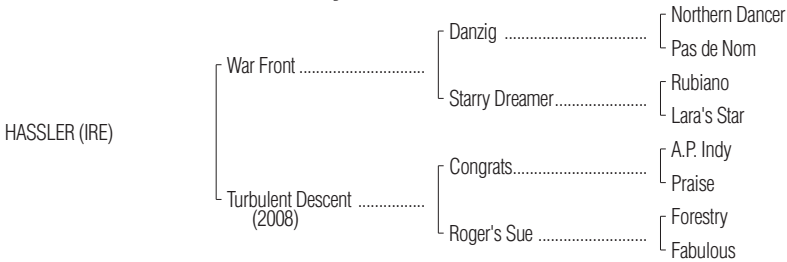 Northern Dancer
Danzig ..................................
Pas de Nom
War Front .............................
Rubiano
Starry Dreamer......................
Lara's Star
HASSLER (IRE)
A.P. Indy
Congrats................................
Praise
Turbulent Descent ................
(2008)
Forestry
Roger's Sue ..........................
Fabulous